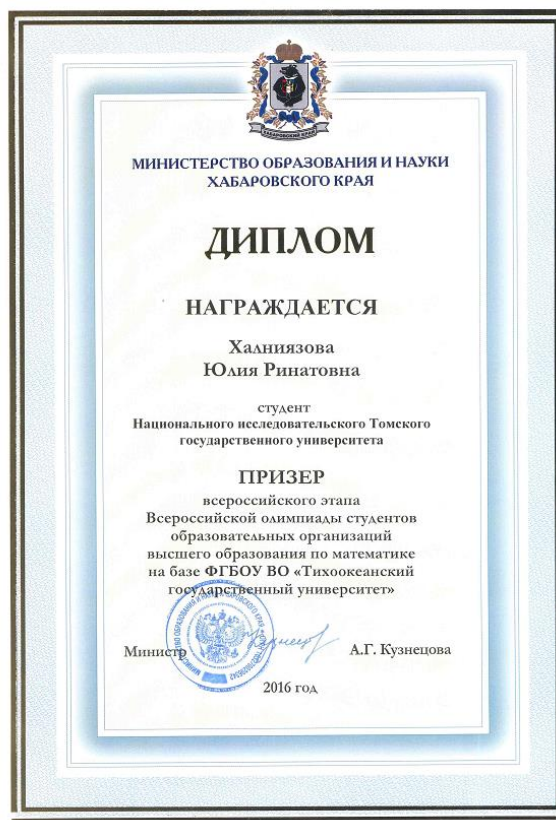 ХАБАРОВСКИЙ КРАЙ
МИНИСТЕРСТВО ОБРАЗОВАНИЯ И НАУКИ
ХАБАРОВСКОГО КРАЯ
ДИПЛОМ
НАГРАЖДАЕТСЯ
Халниязова
Юлия Ринатовна
студент
Национального исследовательского Томского
государственного университета
ПРИЗЕР
всероссийского этапа
Всероссийской олимпиады студентов
образовательных организаций
высшего образования по математике
на базе ФГБОУ ВО «Тихоокеанский
государственный университет»
Министр А.Г. Кузнецова
2016 год